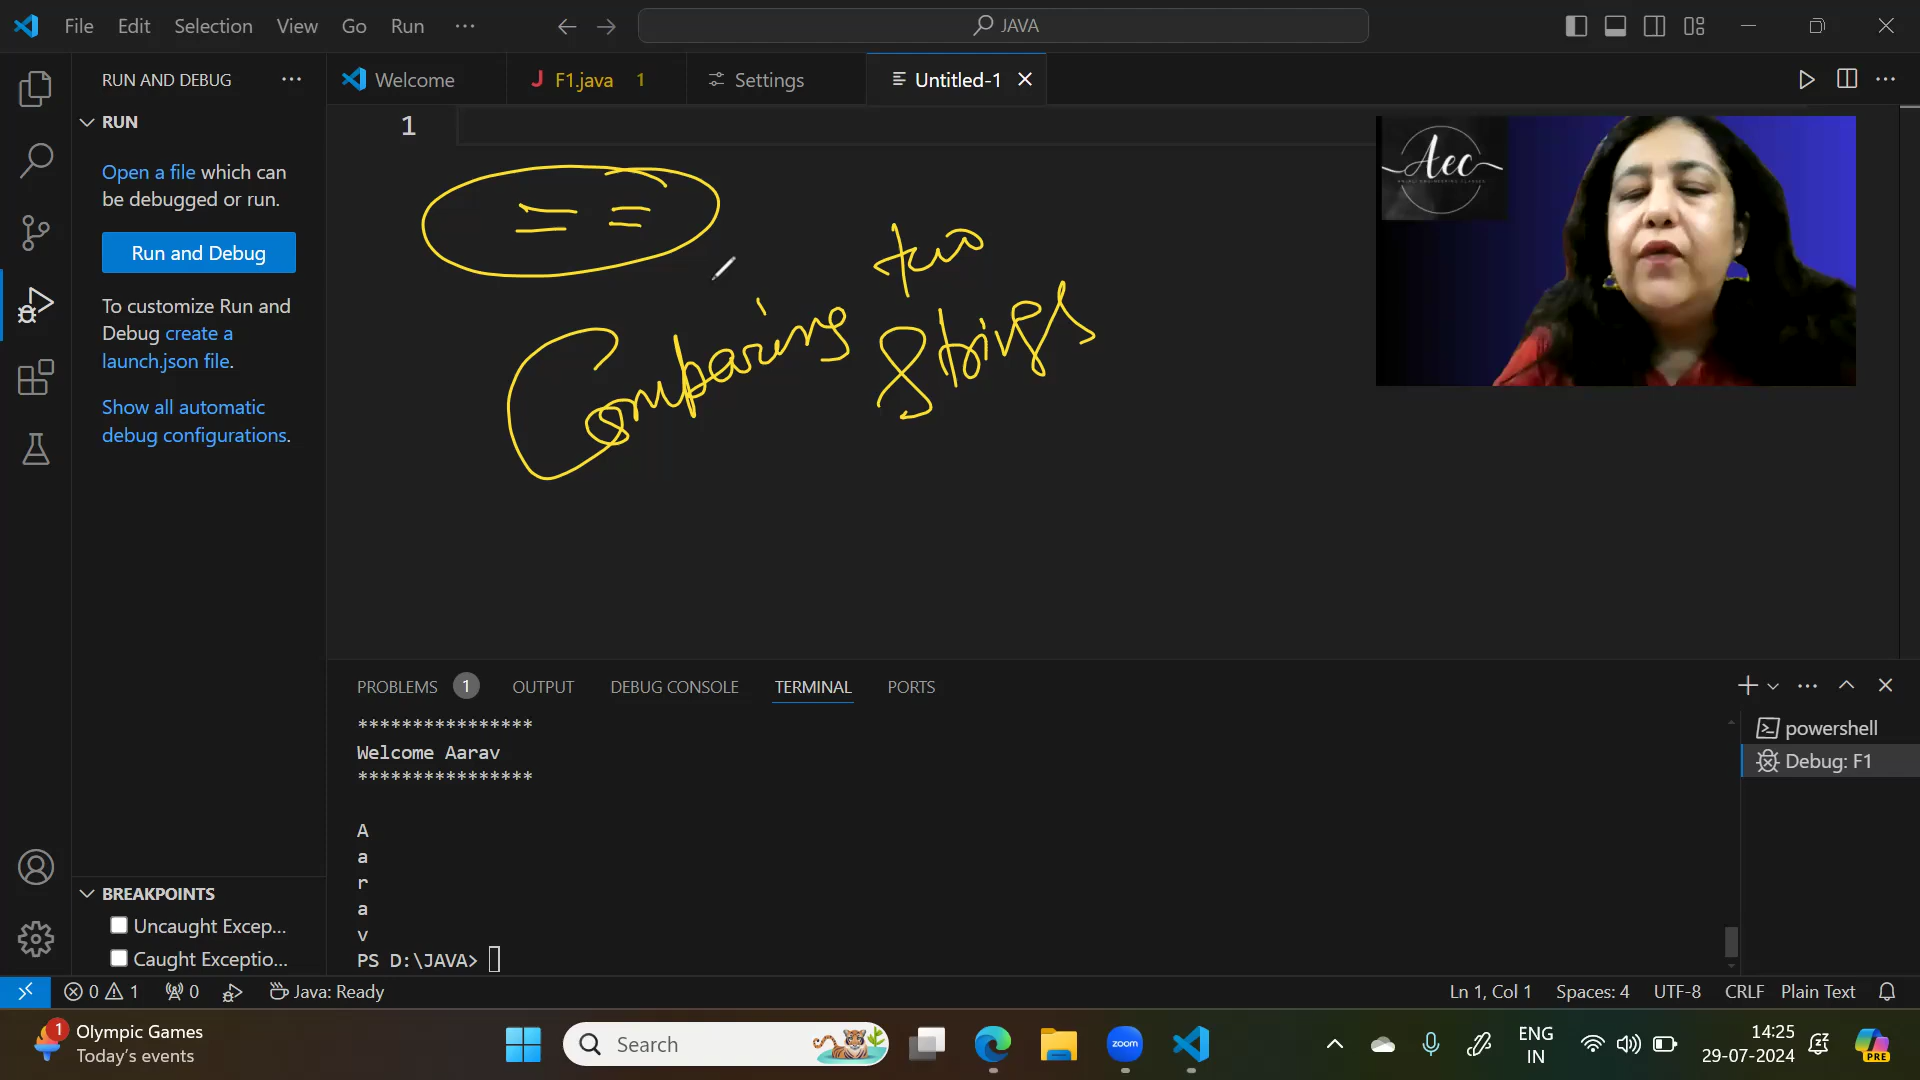 File Edit Selection View Go Run ··· JAVA
RUN AND DEBUG ···
Welcome F1.java 1 Settings Untitled-1
RUN
Open a file which can
be debugged or run.
Run and Debug
To customize Run and
Debug create a
launch.json file.
Show all automatic
debug configurations.
1
Aec
==
Comparing two
Strings
PROBLEMS 1 OUTPUT DEBUG CONSOLE TERMINAL PORTS
****************
Welcome Aarav
****************
A
a
r
a
v
PS D:\JAVA>
powershell
Debug: F1
BREAKPOINTS
Uncaught Excep...
Caught Exceptio...
0 1 0 Java: Ready Ln 1, Col 1 Spaces: 4 UTF-8 CRLF Plain Text
1 Olympic Games
Today's events
Search
zoom
ENG
IN
14:25
29-07-2024
PRE